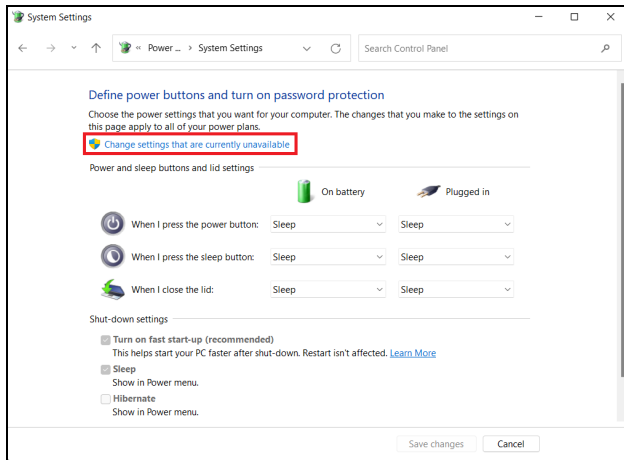 System Settings
« Power ... › System Settings
Search Control Panel
Define power buttons and turn on password protection
Choose the power settings that you want for your computer. The changes that you make to the settings on
this page apply to all of your power plans.
Change settings that are currently unavailable
Power and sleep buttons and lid settings
On battery Plugged in
When I press the power button: Sleep Sleep
When I press the sleep button: Sleep Sleep
When I close the lid: Sleep Sleep
Shut-down settings
Turn on fast start-up (recommended)
This helps start your PC faster after shut-down. Restart isn't affected. Learn More
Sleep
Show in Power menu.
Hibernate
Show in Power menu.
Save changes Cancel